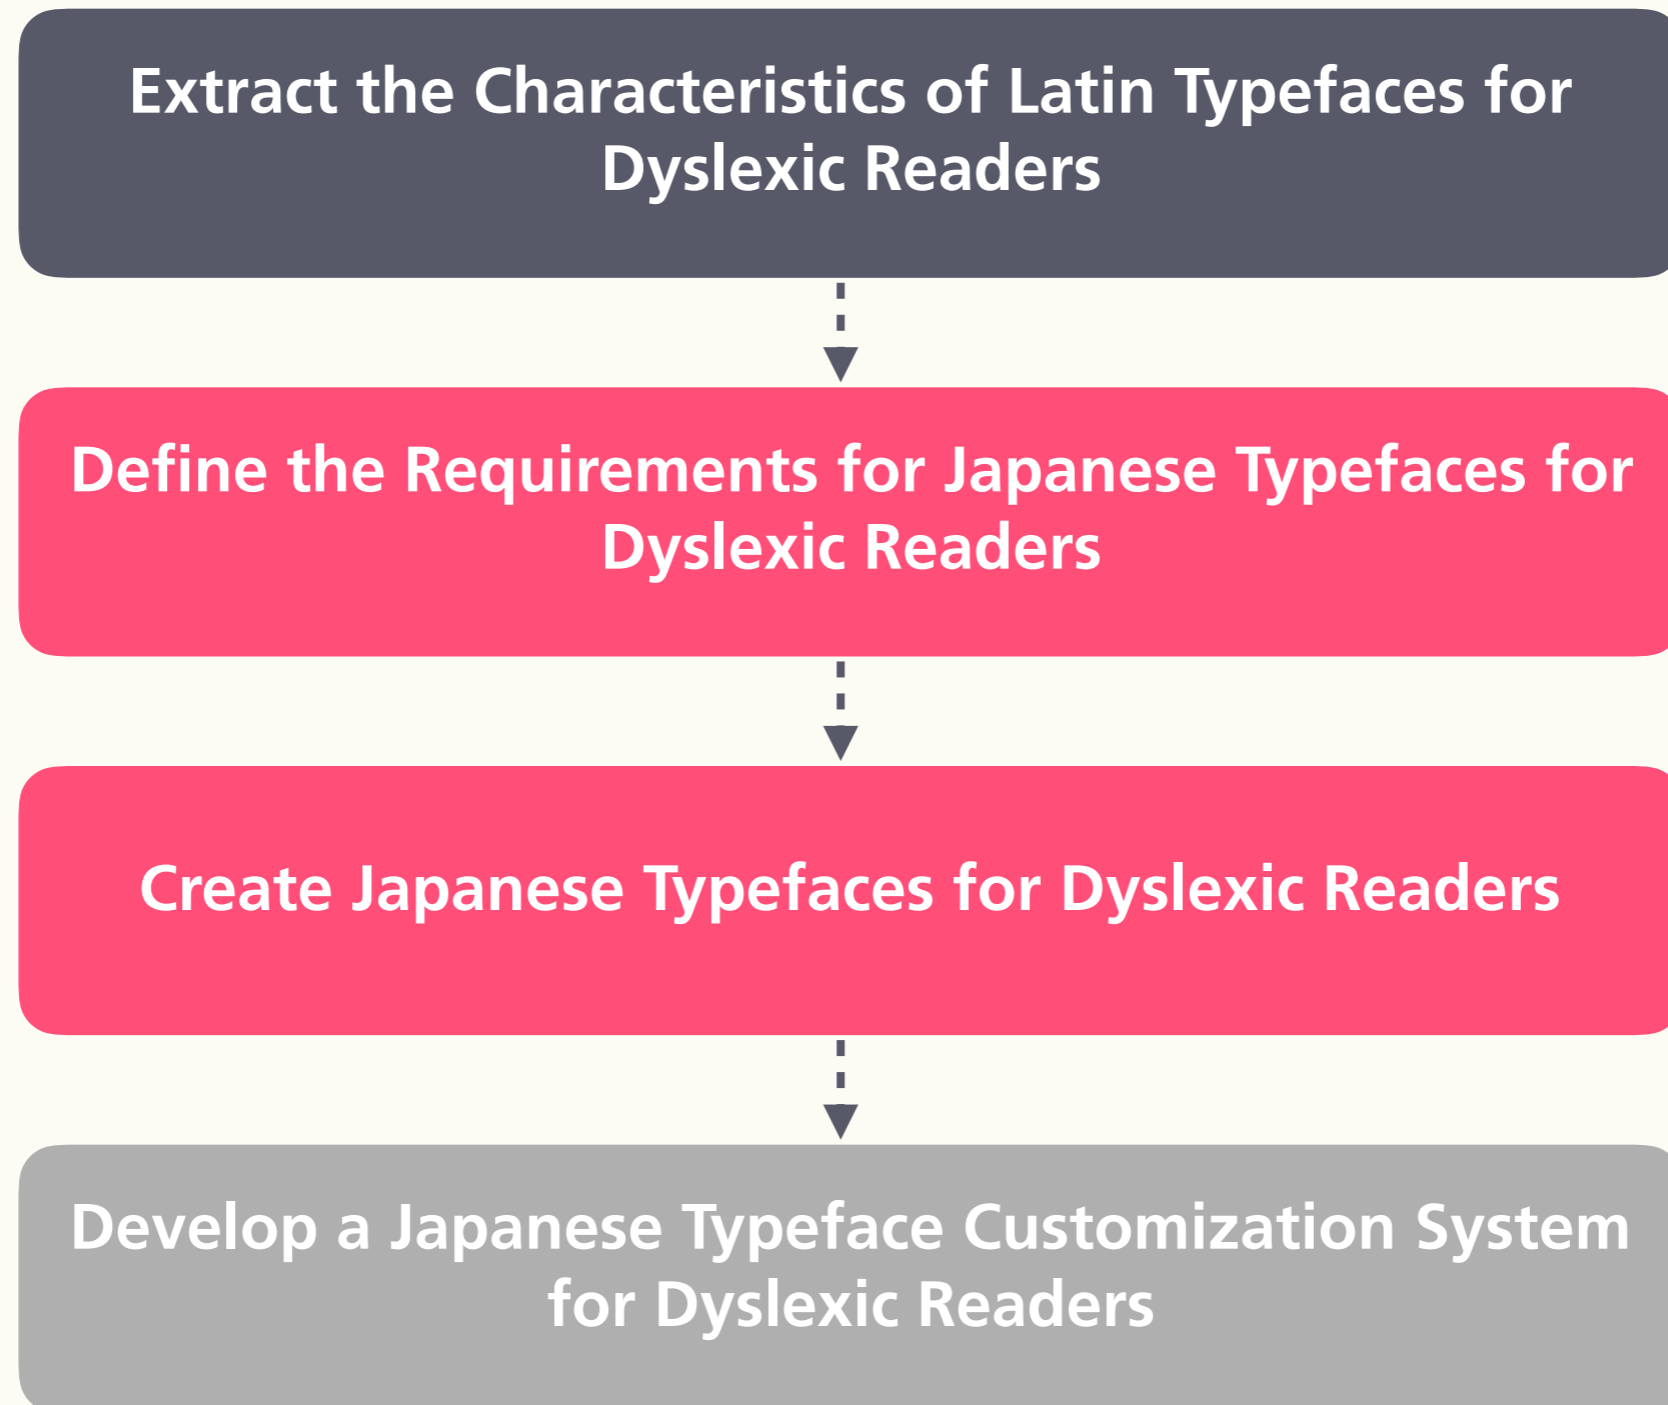 Extract the Characteristics of Latin Typefaces for
Dyslexic Readers
Define the Requirements for Japanese Typefaces for
Dyslexic Readers
Create Japanese Typefaces for Dyslexic Readers
Develop a Japanese Typeface Customization System
for Dyslexic Readers